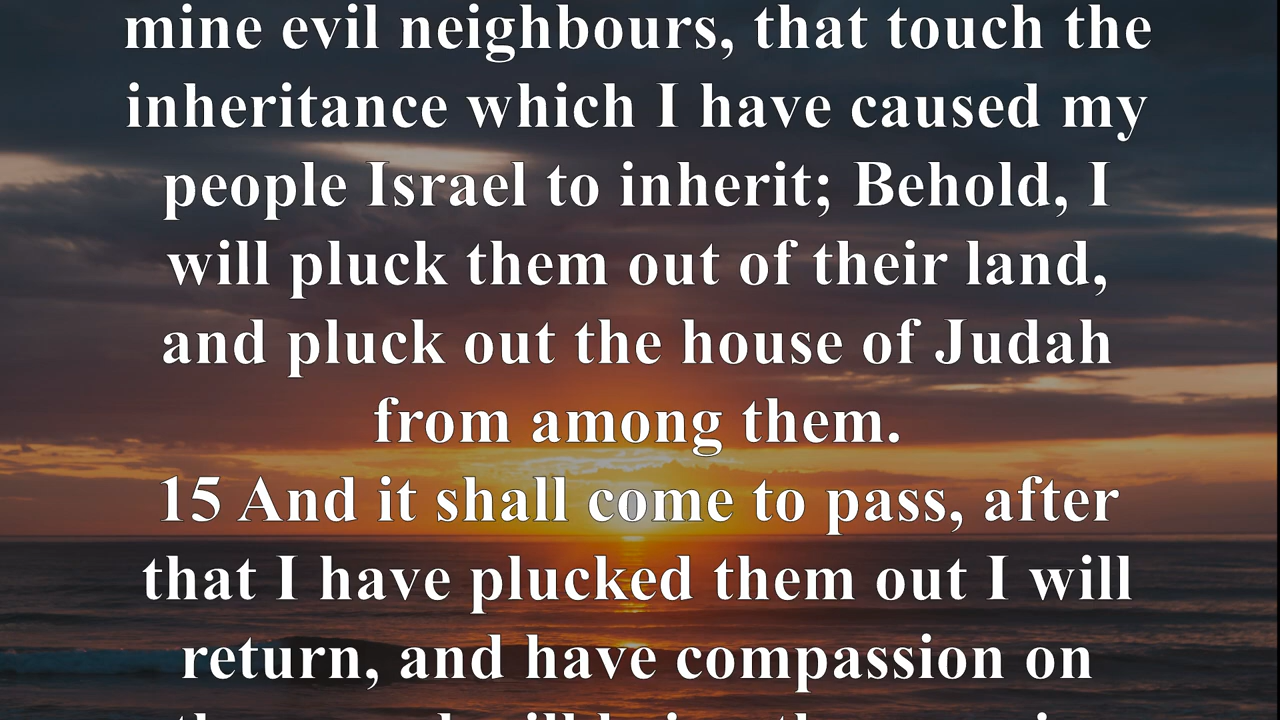 mine evil neighbours, that touch the
inheritance which I have caused my
people Israel to inherit; Behold, I
will pluck them out of their land,
and pluck out the house of Judah
from among them.
15 And it shall come to pass, after
that I have plucked them out I will
return, and have compassion on